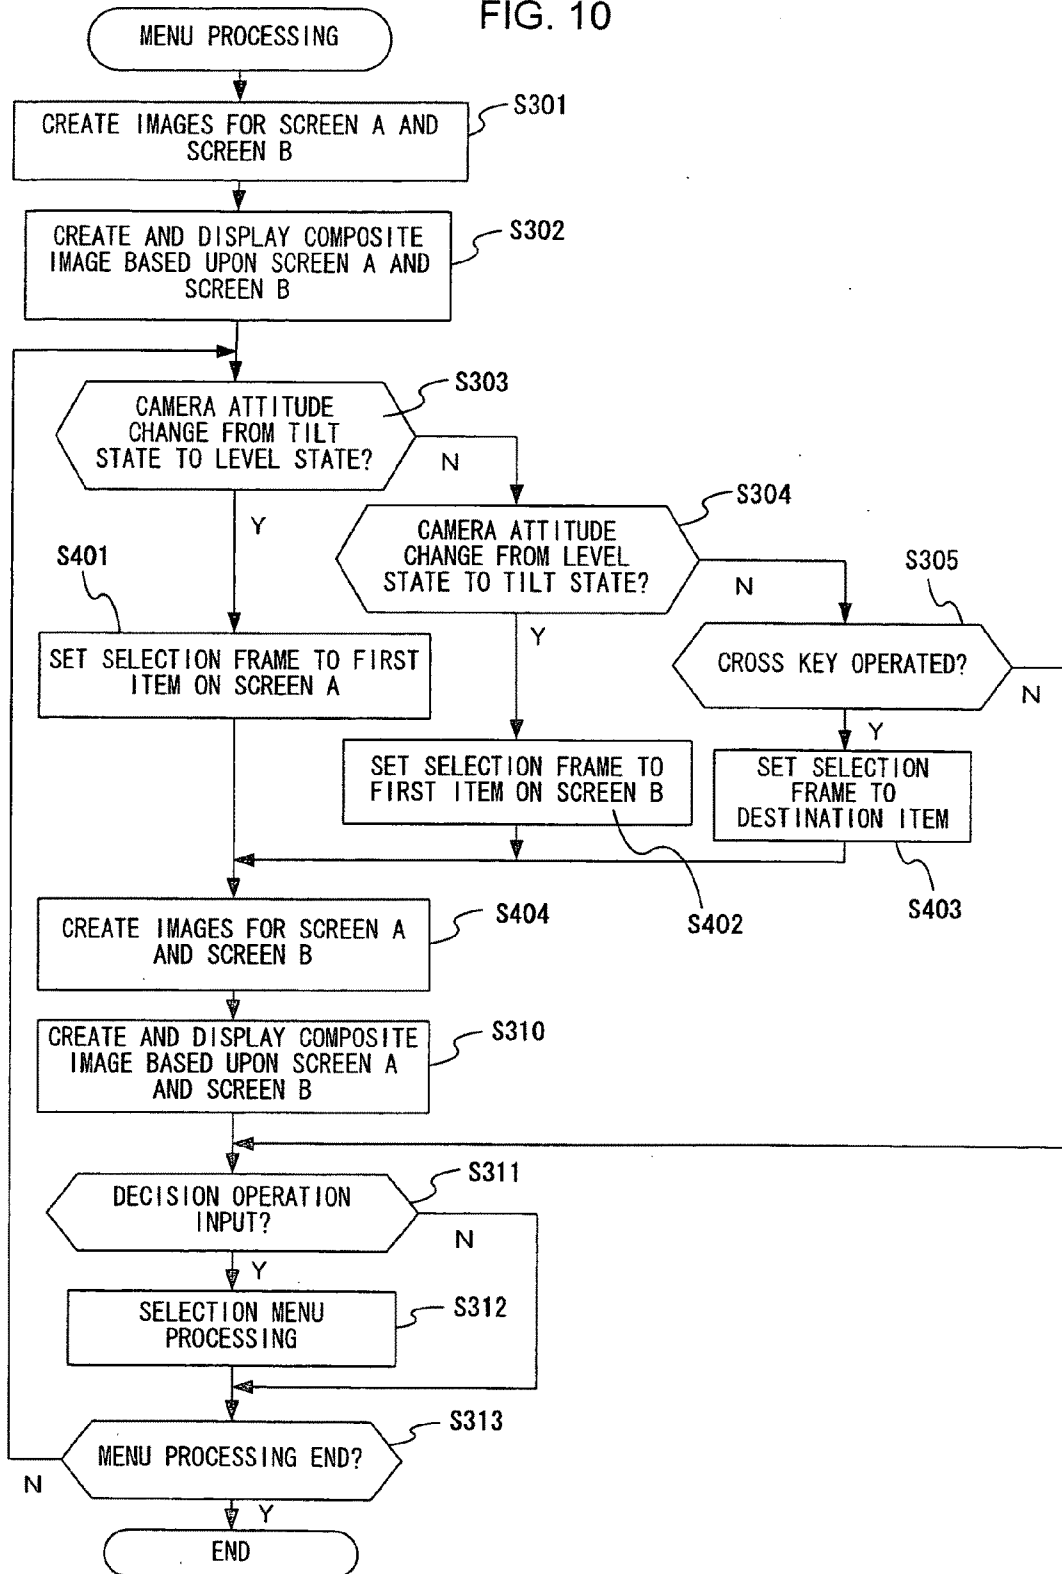 FIG. 10
MENU PROCESSING
S301
CREATE IMAGES FOR SCREEN A AND
SCREEN B
S302
CREATE AND DISPLAY COMPOSITE
IMAGE BASED UPON SCREEN A AND
SCREEN B
S303
CAMERA ATTITUDE
CHANGE FROM TILT
STATE TO LEVEL STATE?
N
Y
S304
CAMERA ATTITUDE
CHANGE FROM LEVEL
STATE TO TILT STATE?
N
Y
S305
CROSS KEY OPERATED?
N
Y
S401
SET SELECTION FRAME TO FIRST
ITEM ON SCREEN A
SET SELECTION FRAME TO
FIRST ITEM ON SCREEN B
S402
SET SELECTION
FRAME TO
DESTINATION ITEM
S403
S404
CREATE IMAGES FOR SCREEN A
AND SCREEN B
S310
CREATE AND DISPLAY COMPOSITE
IMAGE BASED UPON SCREEN A
AND SCREEN B
S311
DECISION OPERATION
INPUT?
N
Y
S312
SELECTION MENU
PROCESSING
S313
MENU PROCESSING END?
N
Y
END